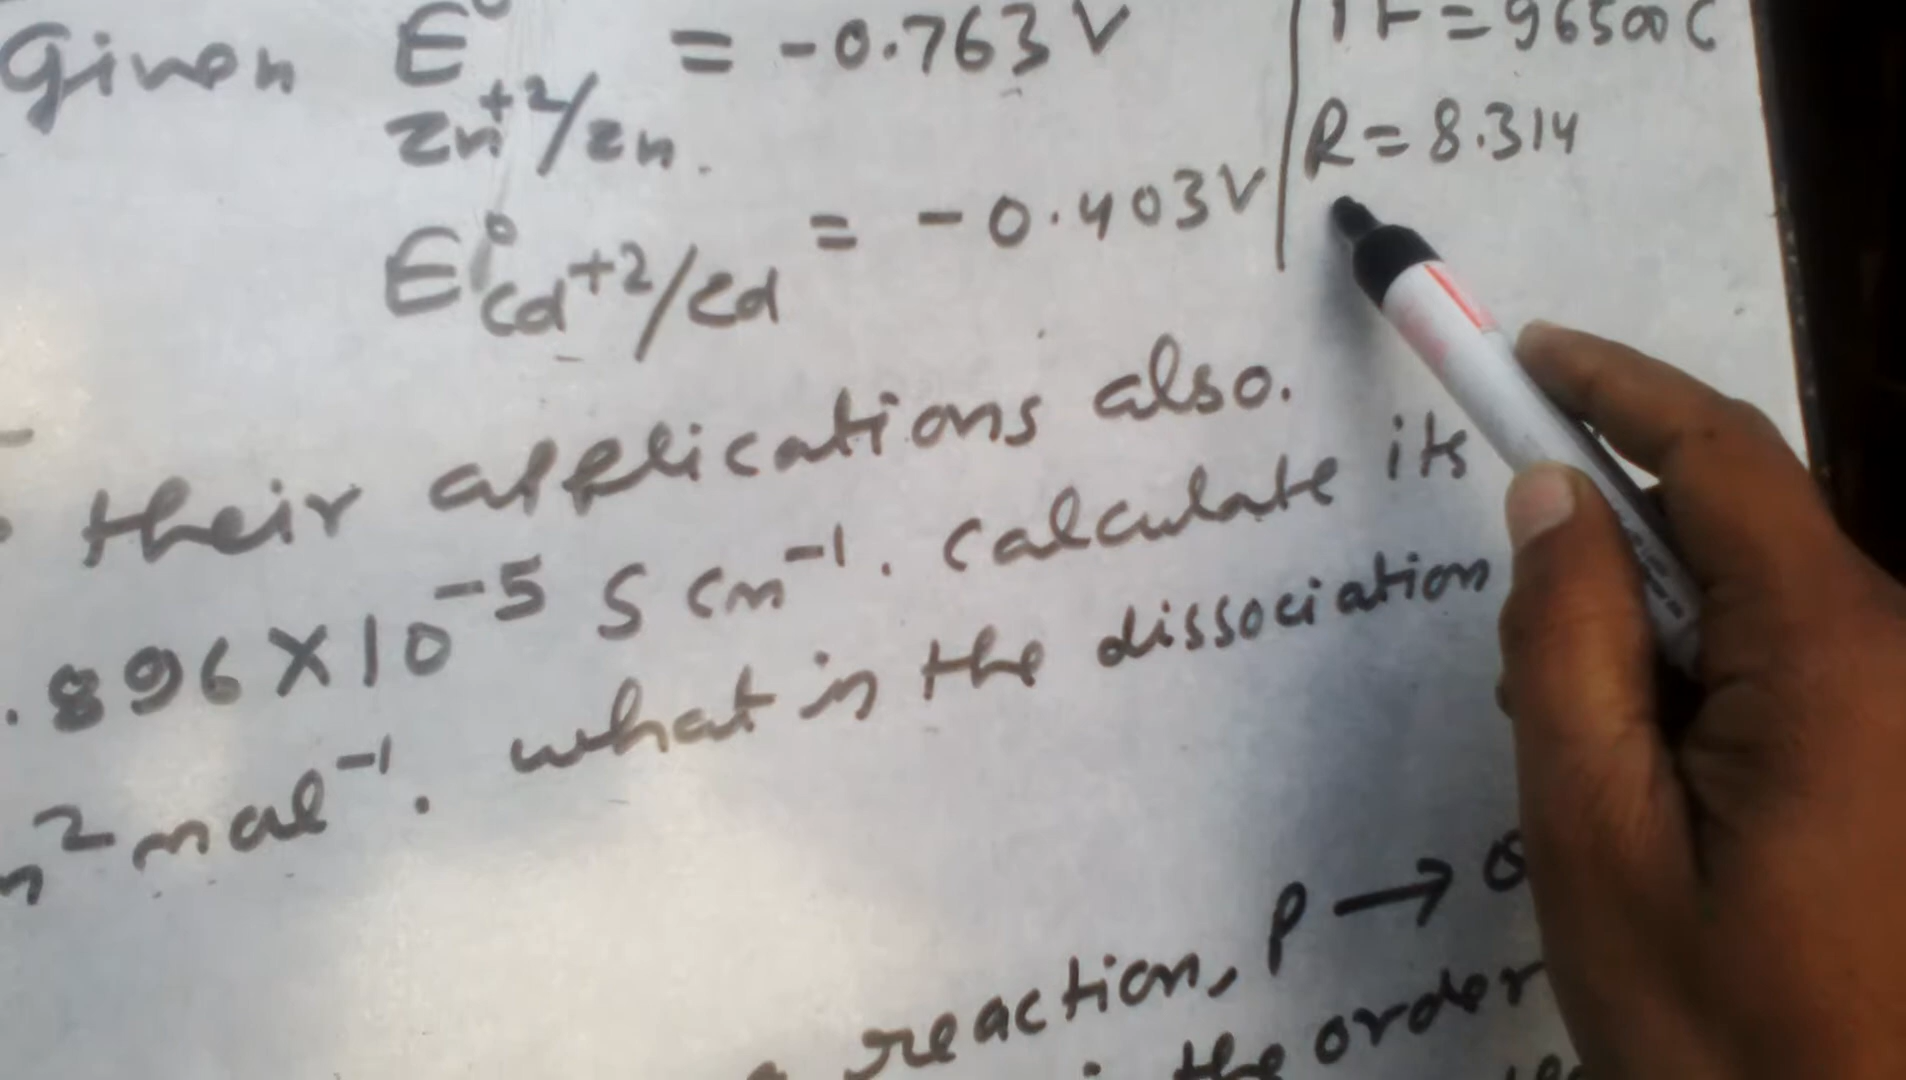 Given E° Zn+2/Zn. = -0.763 V
1F = 96500 C
R = 8.314
E° Cd+2/Cd = -0.403 V
their applications also.
.896 X 10-5 S cm-1. calculate its
m2 mol-1. what is the dissociation
reaction, P → Q
the order